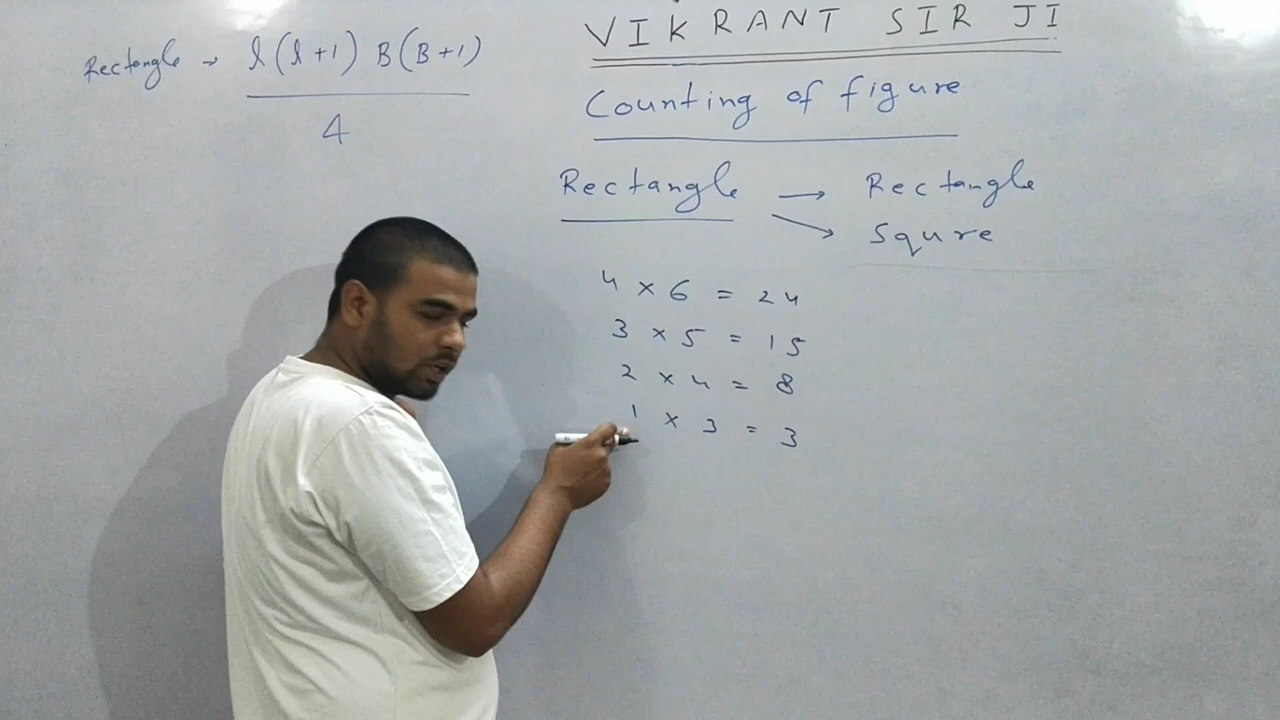 VIKRANT SIR JI
Rectangle → l(l+1) B(B+1)
4
Counting of figure
Rectangle → Rectangle
→ Squre
4 × 6 = 24
3 × 5 = 15
2 × 4 = 8
1 × 3 = 3